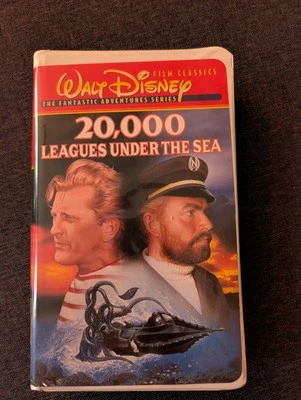 FILM CLASSICS
WALT DISNEY
THE FANTASTIC ADVENTURES SERIES
20,000
LEAGUES UNDER THE SEA
N